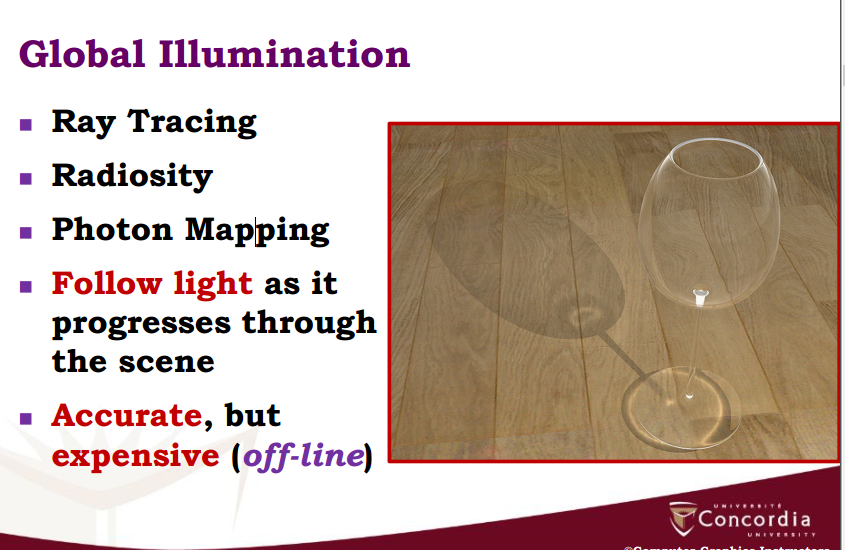 Global Illumination
Ray Tracing
Radiosity
Photon Mapping
Follow light as it
progresses through
the scene
Accurate, but
expensive (off-line)
UNIVERSITÉ
Concordia
UNIVERSITY
©Computer Graphics Instructors